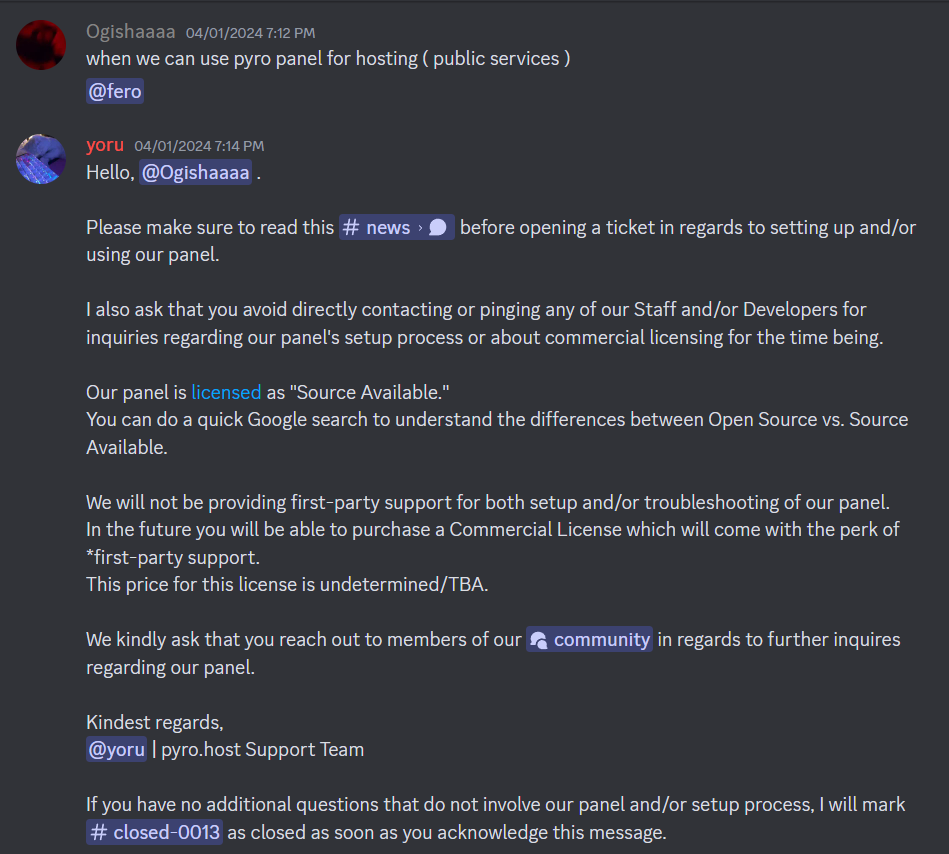 Ogishaaaa 04/01/2024 7:12 PM
when we can use pyro panel for hosting ( public services )
@fero
yoru 04/01/2024 7:14 PM
Hello, @Ogishaaaa .
Please make sure to read this # news › before opening a ticket in regards to setting up and/or
using our panel.
I also ask that you avoid directly contacting or pinging any of our Staff and/or Developers for
inquiries regarding our panel's setup process or about commercial licensing for the time being.
Our panel is licensed as "Source Available."
You can do a quick Google search to understand the differences between Open Source vs. Source
Available.
We will not be providing first-party support for both setup and/or troubleshooting of our panel.
In the future you will be able to purchase a Commercial License which will come with the perk of
*first-party support.
This price for this license is undetermined/TBA.
We kindly ask that you reach out to members of our community in regards to further inquires
regarding our panel.
Kindest regards,
@yoru | pyro.host Support Team
If you have no additional questions that do not involve our panel and/or setup process, I will mark
# closed-0013 as closed as soon as you acknowledge this message.